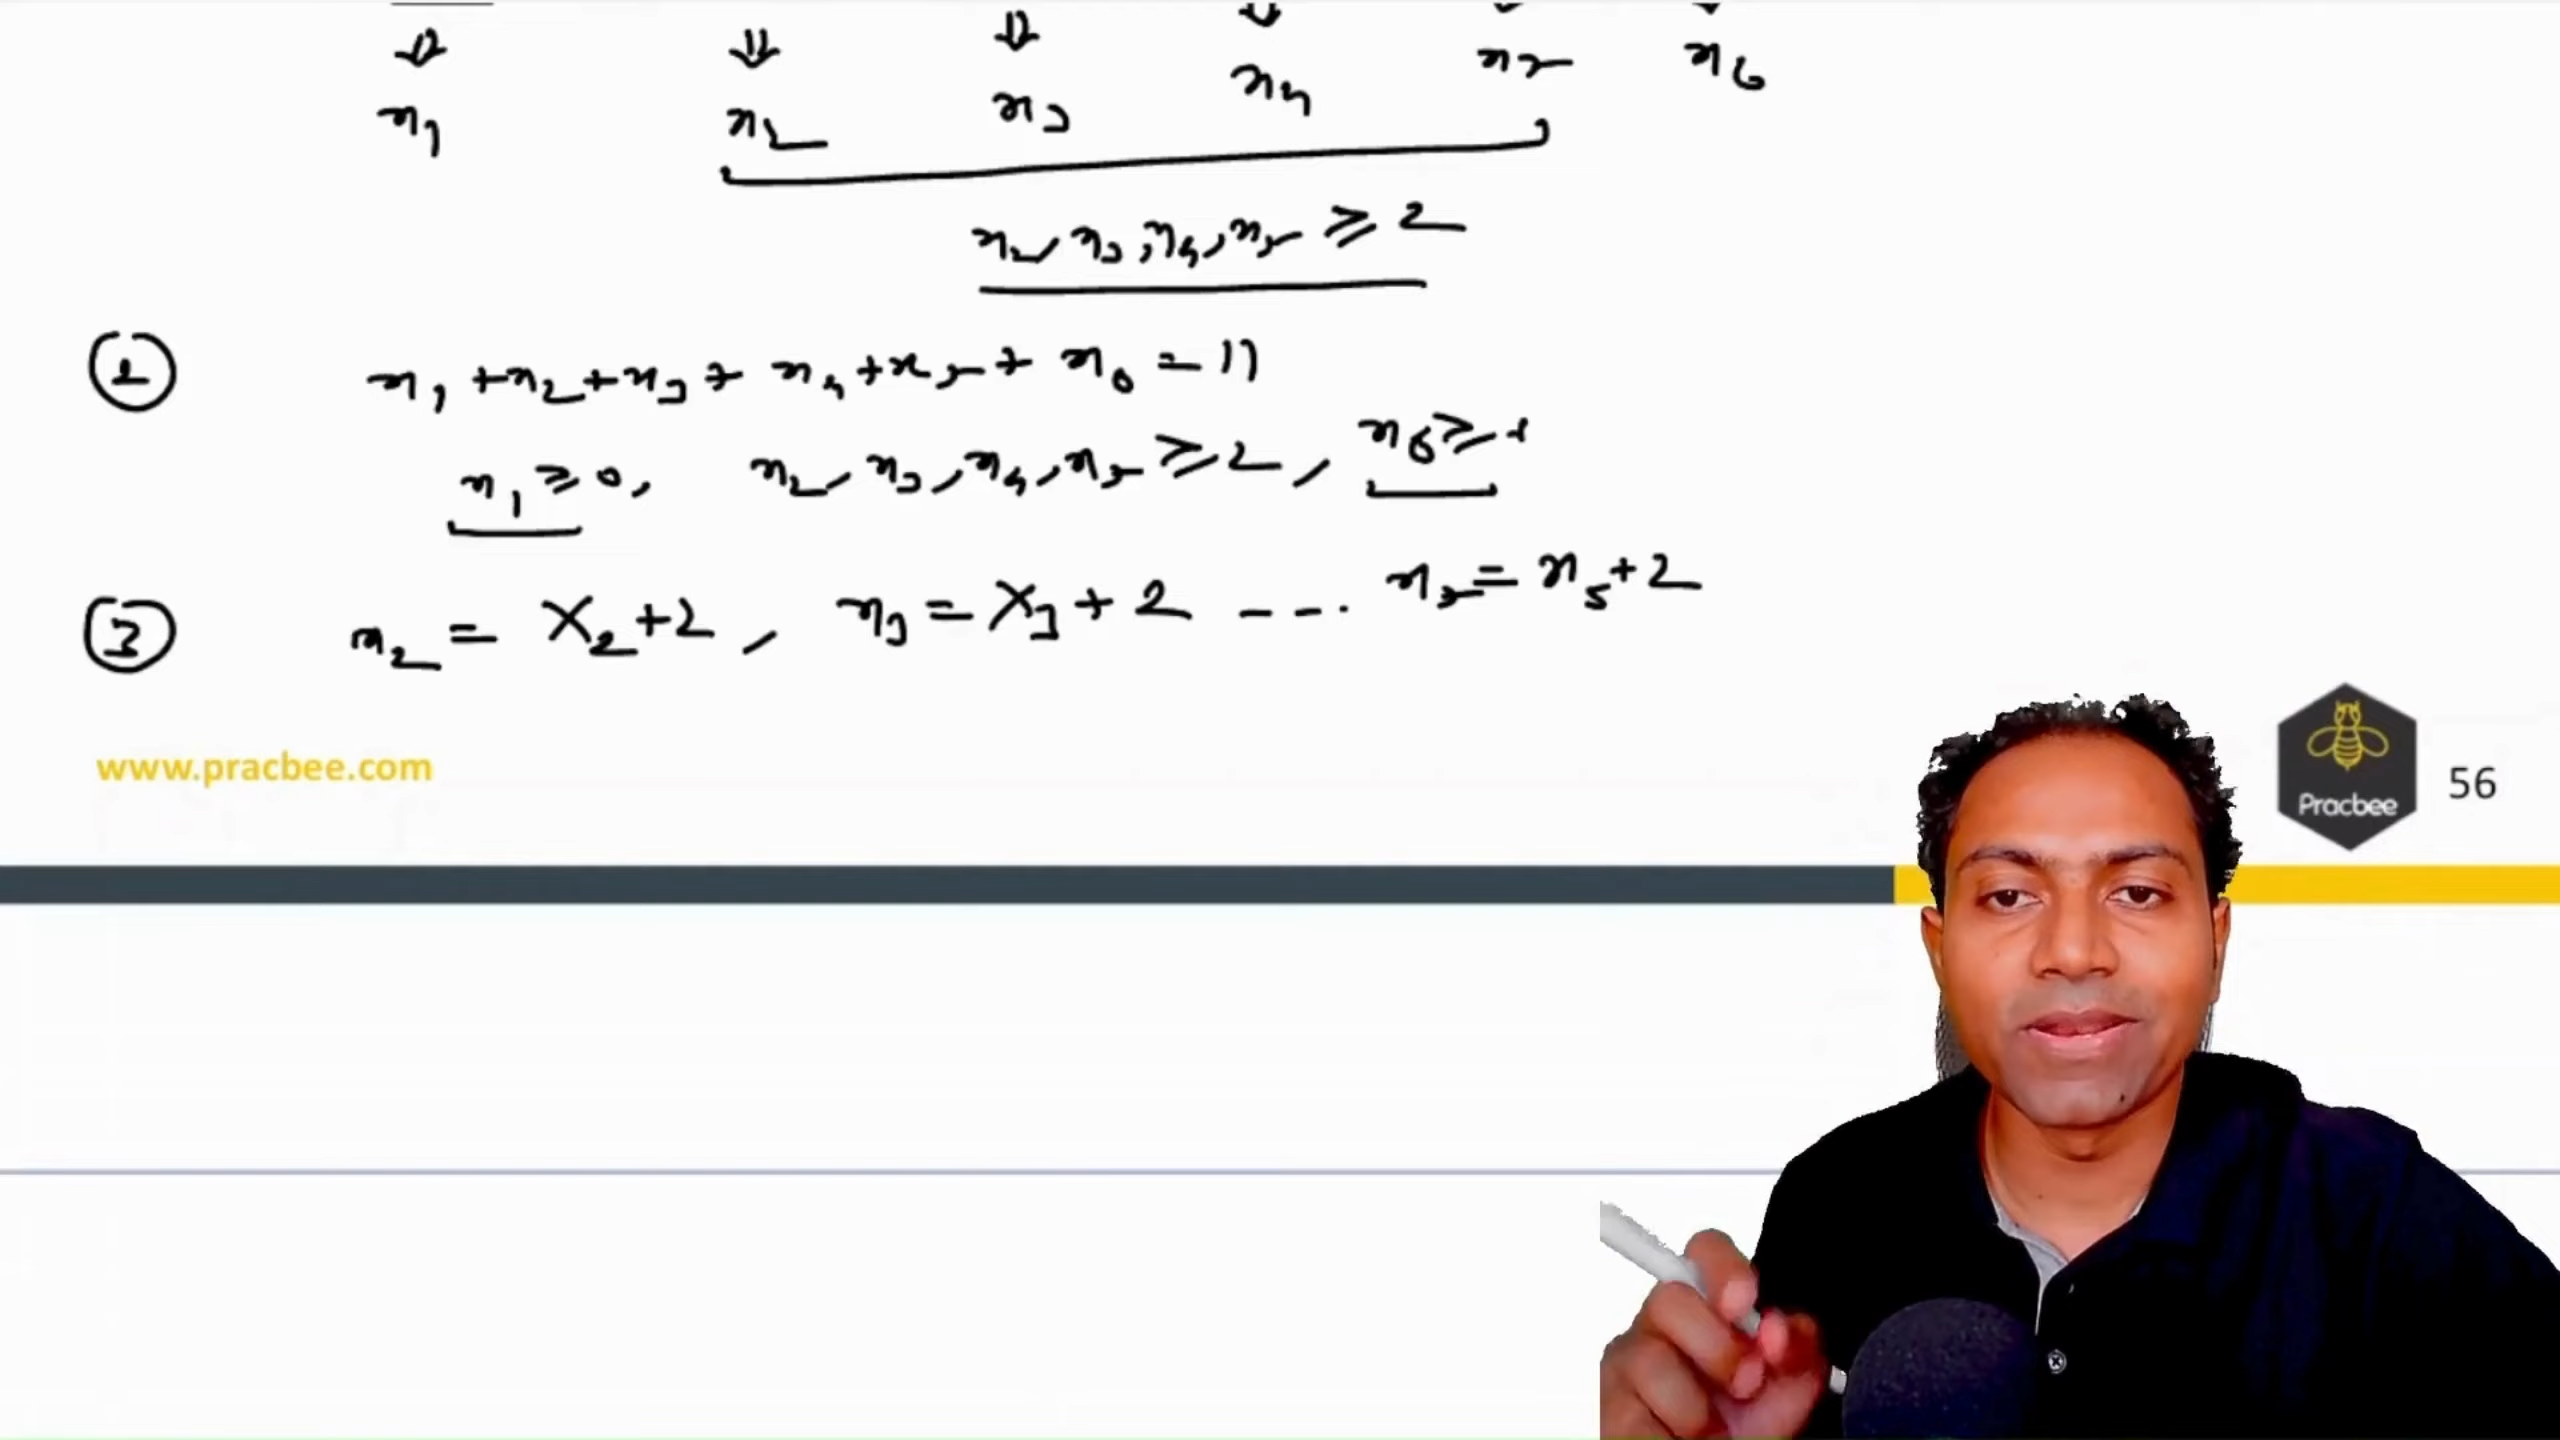 x1 x2 x3 x4 x5 x6
x2, x3, x4, x5 ≥ 2
② x1 + x2 + x3 + x4 + x5 + x6 = 11
x1 ≥ 0, x2, x3, x4, x5 ≥ 2, x6 ≥
③ x2 = X2 + 2, x3 = X3 + 2 ---- x5 = x5 + 2
www.pracbee.com
Pracbee
56